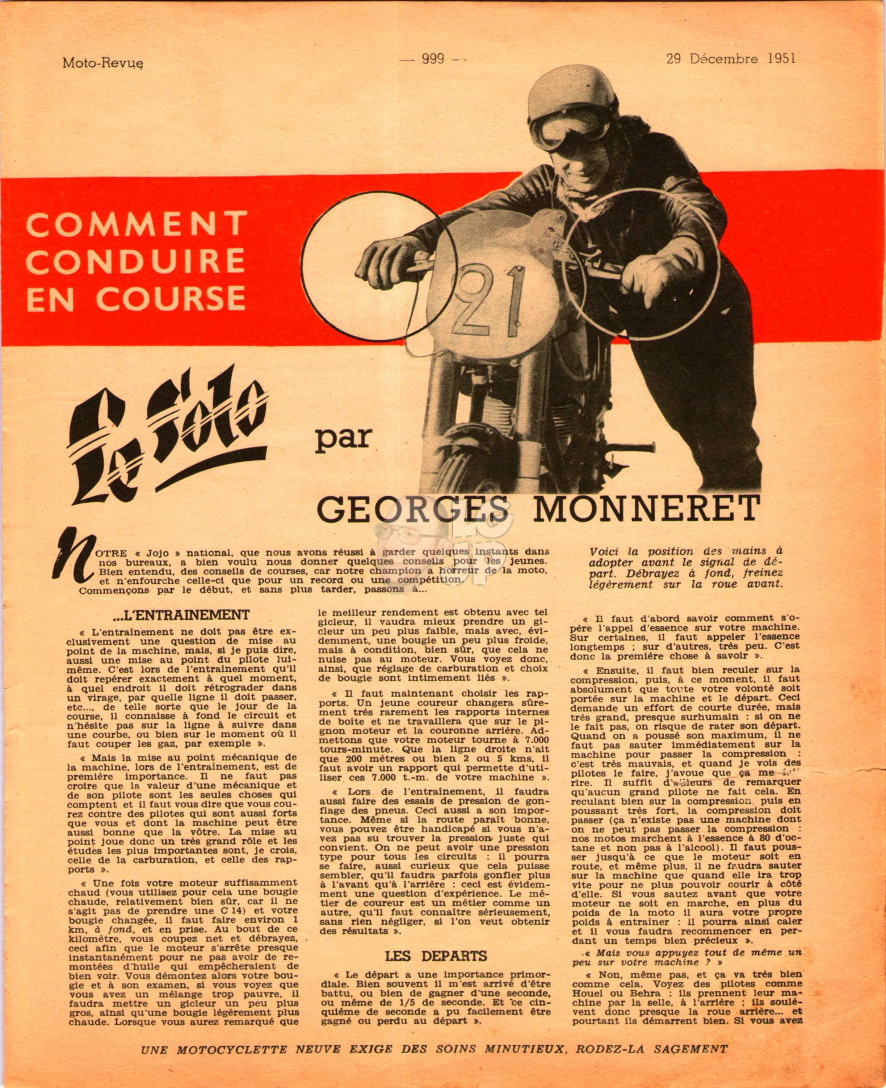 Moto-Revue
— 999 —
29 Décembre 1951
COMMENT
CONDUIRE
EN COURSE
21
Le Solo
par
GEORGES MONNERET
NOTRE « Jojo » national, que nous avons réussi à garder quelques instants dans
nos bureaux, a bien voulu nous donner quelques conseils pour les jeunes.
Bien entendu, des conseils de courses, car notre champion a horreur de la moto,
et n'enfourche celle-ci que pour un record ou une compétition.
Commençons par le début, et sans plus tarder, passons à...
Voici la position des mains à
adopter avant le signal de dé-
part. Débrayez à fond, freinez
légèrement sur la roue avant.
...L'ENTRAINEMENT
« L'entraînement ne doit pas être ex-
clusivement une question de mise au
point de la machine, mais, si je puis dire,
aussi une mise au point du pilote lui-
même. C'est lors de l'entraînement qu'il
doit repérer exactement à quel moment,
à quel endroit il doit rétrograder dans
un virage, par quelle ligne il doit passer,
etc..., de telle sorte que le jour de la
course, il connaisse à fond le circuit et
n'hésite pas sur la ligne à suivre dans
une courbe, ou bien sur le moment où il
faut couper les gaz, par exemple ».
« Mais la mise au point mécanique de
la machine, lors de l'entraînement, est de
première importance. Il ne faut pas
croire que la valeur d'une mécanique et
de son pilote sont les seules choses qui
comptent et il faut vous dire que vous cou-
rez contre des pilotes qui sont aussi forts
que vous et dont la machine peut être
aussi bonne que la vôtre. La mise au
point joue donc un très grand rôle et les
études les plus importantes sont, je crois,
celle de la carburation, et celle des rap-
ports ».
« Une fois votre moteur suffisamment
chaud (vous utilisez pour cela une bougie
chaude, relativement bien sûr, car il ne
s'agit pas de prendre une C 14) et votre
bougie changée, il faut faire environ 1
km, à fond, et en prise. Au bout de ce
kilomètre, vous coupez net et débrayez,
ceci afin que le moteur s'arrête presque
instantanément pour ne pas avoir de re-
montées d'huile qui empêcheraient de
bien voir. Vous démontez alors votre bou-
gie et à son examen, si vous voyez que
vous avez un mélange trop pauvre, il
faudra mettre un gicleur un peu plus
gros, ainsi qu'une bougie légèrement plus
chaude. Lorsque vous aurez remarqué que
le meilleur rendement est obtenu avec tel
gicleur, il vaudra mieux prendre un gi-
cleur un peu plus faible, mais avec, évi-
demment, une bougie un peu plus froide,
mais à condition, bien sûr, que cela ne
nuise pas au moteur. Vous voyez donc,
ainsi, que réglage de carburation et choix
de bougie sont intimement liés ».
« Il faut maintenant choisir les rap-
ports. Un jeune coureur changera sûre-
ment très rarement les rapports internes
de boîte et ne travaillera que sur le pi-
gnon moteur et la couronne arrière. Ad-
mettons que votre moteur tourne à 7.000
tours-minute. Que la ligne droite n'ait
que 200 mètres ou bien 2 ou 5 kms, il
faut avoir un rapport qui permette d'uti-
liser ces 7.000 t.-m. de votre machine ».
« Lors de l'entraînement, il faudra
aussi faire des essais de pression de gon-
flage des pneus. Ceci aussi a son impor-
tance. Même si la route paraît bonne,
vous pouvez être handicapé si vous n'a-
vez pas su trouver la pression juste qui
convient. On ne peut avoir une pression
type pour tous les circuits : il pourra
se faire, aussi curieux que cela puisse
sembler, qu'il faudra parfois gonfler plus
à l'avant qu'à l'arrière : ceci est évidem-
ment une question d'expérience. Le mé-
tier de coureur est un métier comme un
autre, qu'il faut connaître sérieusement,
sans rien négliger, si l'on veut obtenir
des résultats ».
LES DEPARTS
« Le départ a une importance primor-
diale. Bien souvent il m'est arrivé d'être
battu, ou bien de gagner d'une seconde,
ou même de 1/5 de seconde. Et ce cin-
quième de seconde a pu facilement être
gagné ou perdu au départ ».
« Il faut d'abord savoir comment s'o-
père l'appel d'essence sur votre machine.
Sur certaines, il faut appeler l'essence
longtemps ; sur d'autres, très peu. C'est
donc la première chose à savoir ».
« Ensuite, il faut bien reculer sur la
compression, puis, à ce moment, il faut
absolument que toute votre volonté soit
portée sur la machine et le départ. Ceci
demande un effort de courte durée, mais
très grand, presque surhumain : si on ne
le fait pas, on risque de rater son départ.
Quand on a poussé son maximum, il ne
faut pas sauter immédiatement sur la
machine pour passer la compression :
c'est très mauvais, et quand je vois des
pilotes le faire, j'avoue que ça me fait
rire. Il suffit d'ailleurs de remarquer
qu'aucun grand pilote ne fait cela. En
reculant bien sur la compression, puis en
poussant très fort, la compression doit
passer (ça n'existe pas une machine dont
on ne peut pas passer la compression :
nos motos marchent à l'essence à 80 d'oc-
tane et non pas à l'alcool). Il faut pous-
ser jusqu'à ce que le moteur soit en
route, et même plus, il ne faudra sauter
sur la machine que quand elle ira trop
vite pour ne plus pouvoir courir à côté
d'elle. Si vous sautez avant que votre
moteur ne soit en marche, en plus du
poids de la moto il aura votre propre
poids à entraîner : il pourra ainsi caler
et il vous faudra recommencer en per-
dant un temps bien précieux ».
« Mais vous appuyez tout de même un
peu sur votre machine ? »
« Non, même pas, et ça va très bien
comme cela. Voyez des pilotes comme
Houel ou Behra : ils prennent leur ma-
chine par la selle, à l'arrière ; ils soulè-
vent donc presque la roue arrière... et
pourtant ils démarrent bien. Si vous avez
UNE MOTOCYCLETTE NEUVE EXIGE DES SOINS MINUTIEUX, RODEZ-LA SAGEMENT